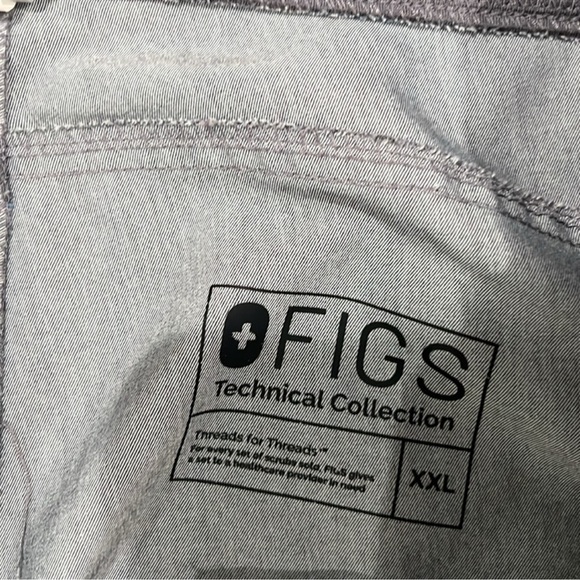 FIGS
Technical Collection
Threads for Threads™
For every set of scrubs sold, FIGS gives
a set to a healthcare provider in need
XXL